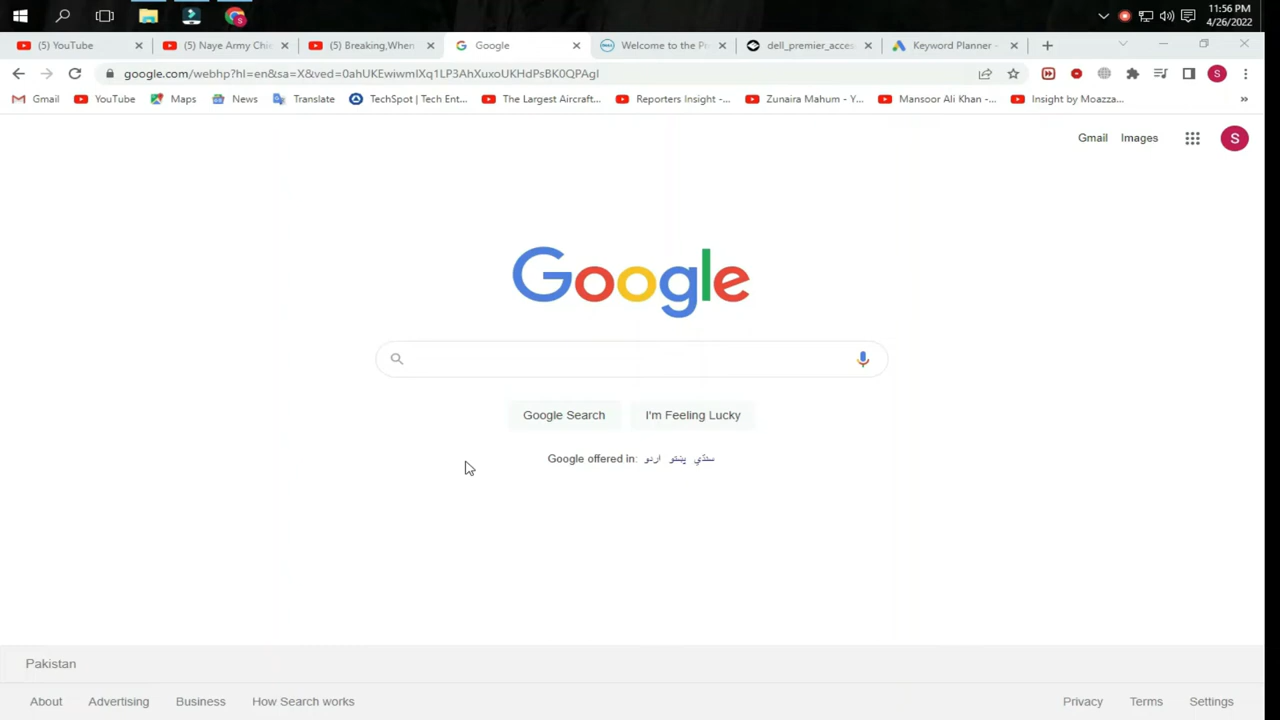 11:56 PM
4/26/2022
(5) YouTube
(5) Naye Army Chie
(5) Breaking,When
Google
Welcome to the Pr
dell_premier_acces
Keyword Planner -
google.com/webhp?hl=en&sa=X&ved=0ahUKEwiwmIXq1LP3AhXuxoUKHdPsBK0QPAgI
S
Gmail
YouTube
Maps
News
Translate
TechSpot | Tech Ent...
The Largest Aircraft...
Reporters Insight -...
Zunaira Mahum - Y...
Mansoor Ali Khan -...
Insight by Moazza...
»
Gmail
Images
S
Google
Google Search
I'm Feeling Lucky
Google offered in: اردو پښتو سنڌي
Pakistan
About
Advertising
Business
How Search works
Privacy
Terms
Settings